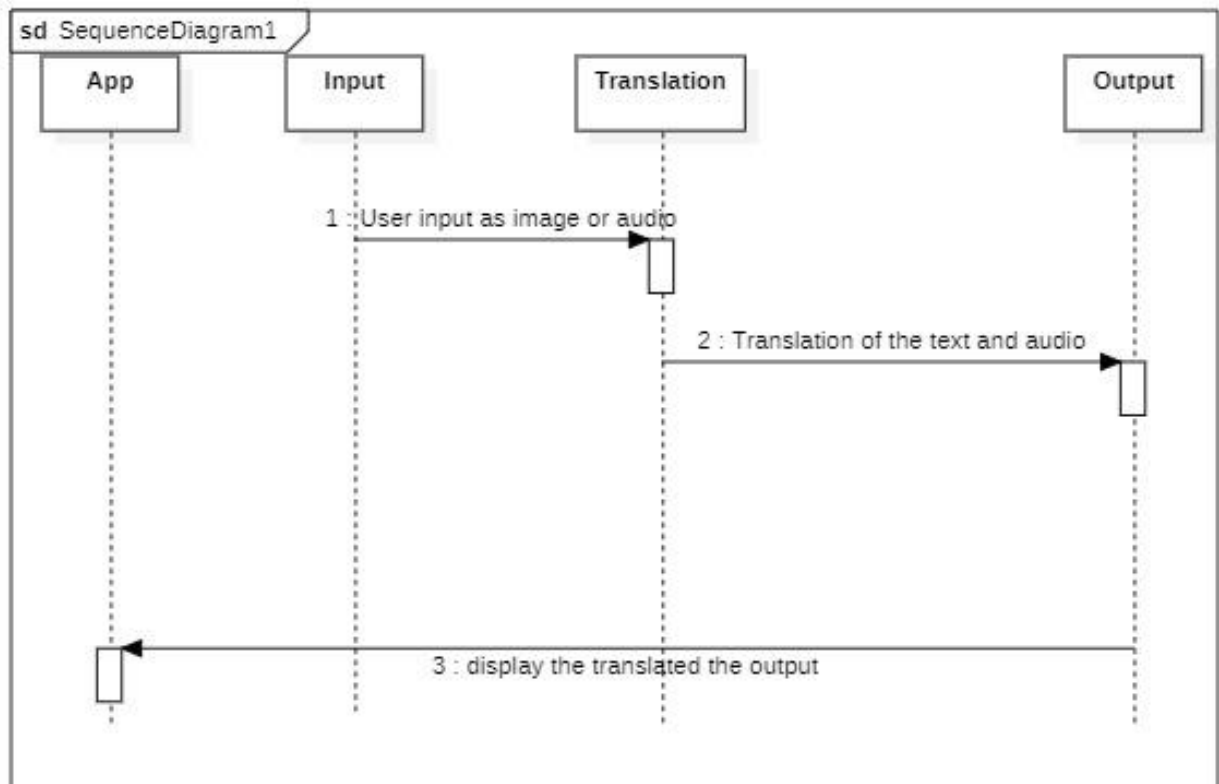 sd SequenceDiagram1
App
Input
Translation
Output
1 : User input as image or audio
2 : Translation of the text and audio
3 : display the translated the output